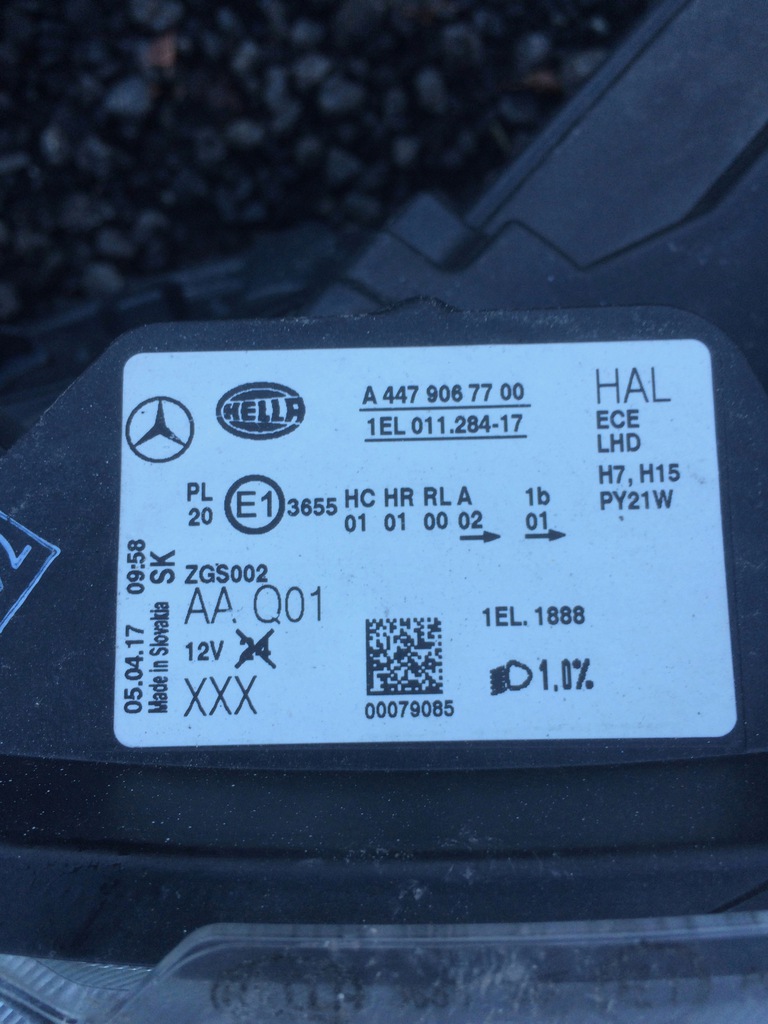 HELLA
A 447 906 77 00
1EL 011.284-17
HAL
ECE
LHD
H7, H15
PY21W
PL
20
E1
3655
HC HR RL A 1b
01 01 00 02 01
ZGS002
AA Q01
12V 24
XXX
05.04.17 09:58
Made in Slovakia SK
00079085
1EL. 1888
1,0%